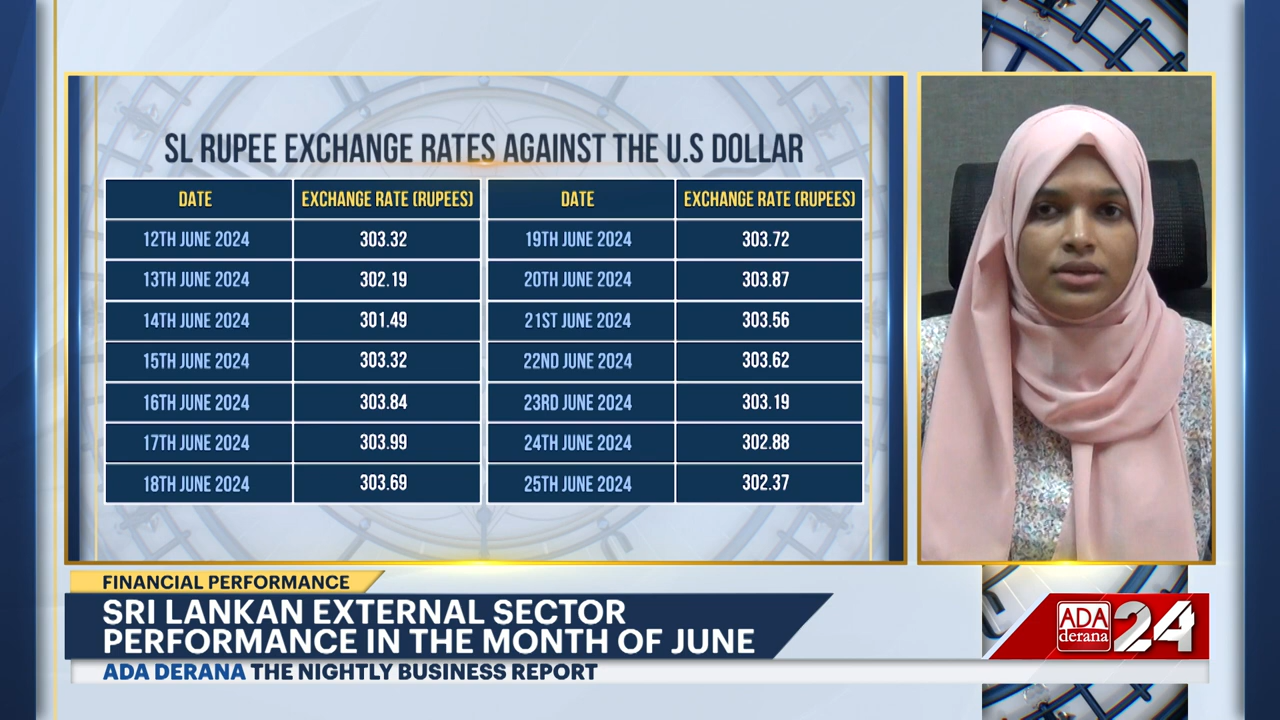 SL RUPEE EXCHANGE RATES AGAINST THE U.S DOLLAR
DATE EXCHANGE RATE (RUPEES) DATE EXCHANGE RATE (RUPEES)
12TH JUNE 2024 303.32 19TH JUNE 2024 303.72
13TH JUNE 2024 302.19 20TH JUNE 2024 303.87
14TH JUNE 2024 301.49 21ST JUNE 2024 303.56
15TH JUNE 2024 303.32 22ND JUNE 2024 303.62
16TH JUNE 2024 303.84 23RD JUNE 2024 303.19
17TH JUNE 2024 303.99 24TH JUNE 2024 302.88
18TH JUNE 2024 303.69 25TH JUNE 2024 302.37
FINANCIAL PERFORMANCE
SRI LANKAN EXTERNAL SECTOR
PERFORMANCE IN THE MONTH OF JUNE
ADA DERANA THE NIGHTLY BUSINESS REPORT
ADA
derana
24